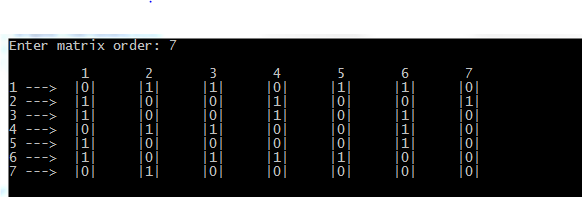 Enter matrix order: 7
1 2 3 4 5 6 7
1 ---> |0| |1| |1| |0| |1| |1| |0|
2 ---> |1| |0| |0| |1| |0| |0| |1|
3 ---> |1| |0| |0| |1| |0| |1| |0|
4 ---> |0| |1| |1| |0| |0| |1| |0|
5 ---> |1| |0| |0| |0| |0| |1| |0|
6 ---> |1| |0| |1| |1| |1| |0| |0|
7 ---> |0| |1| |0| |0| |0| |0| |0|